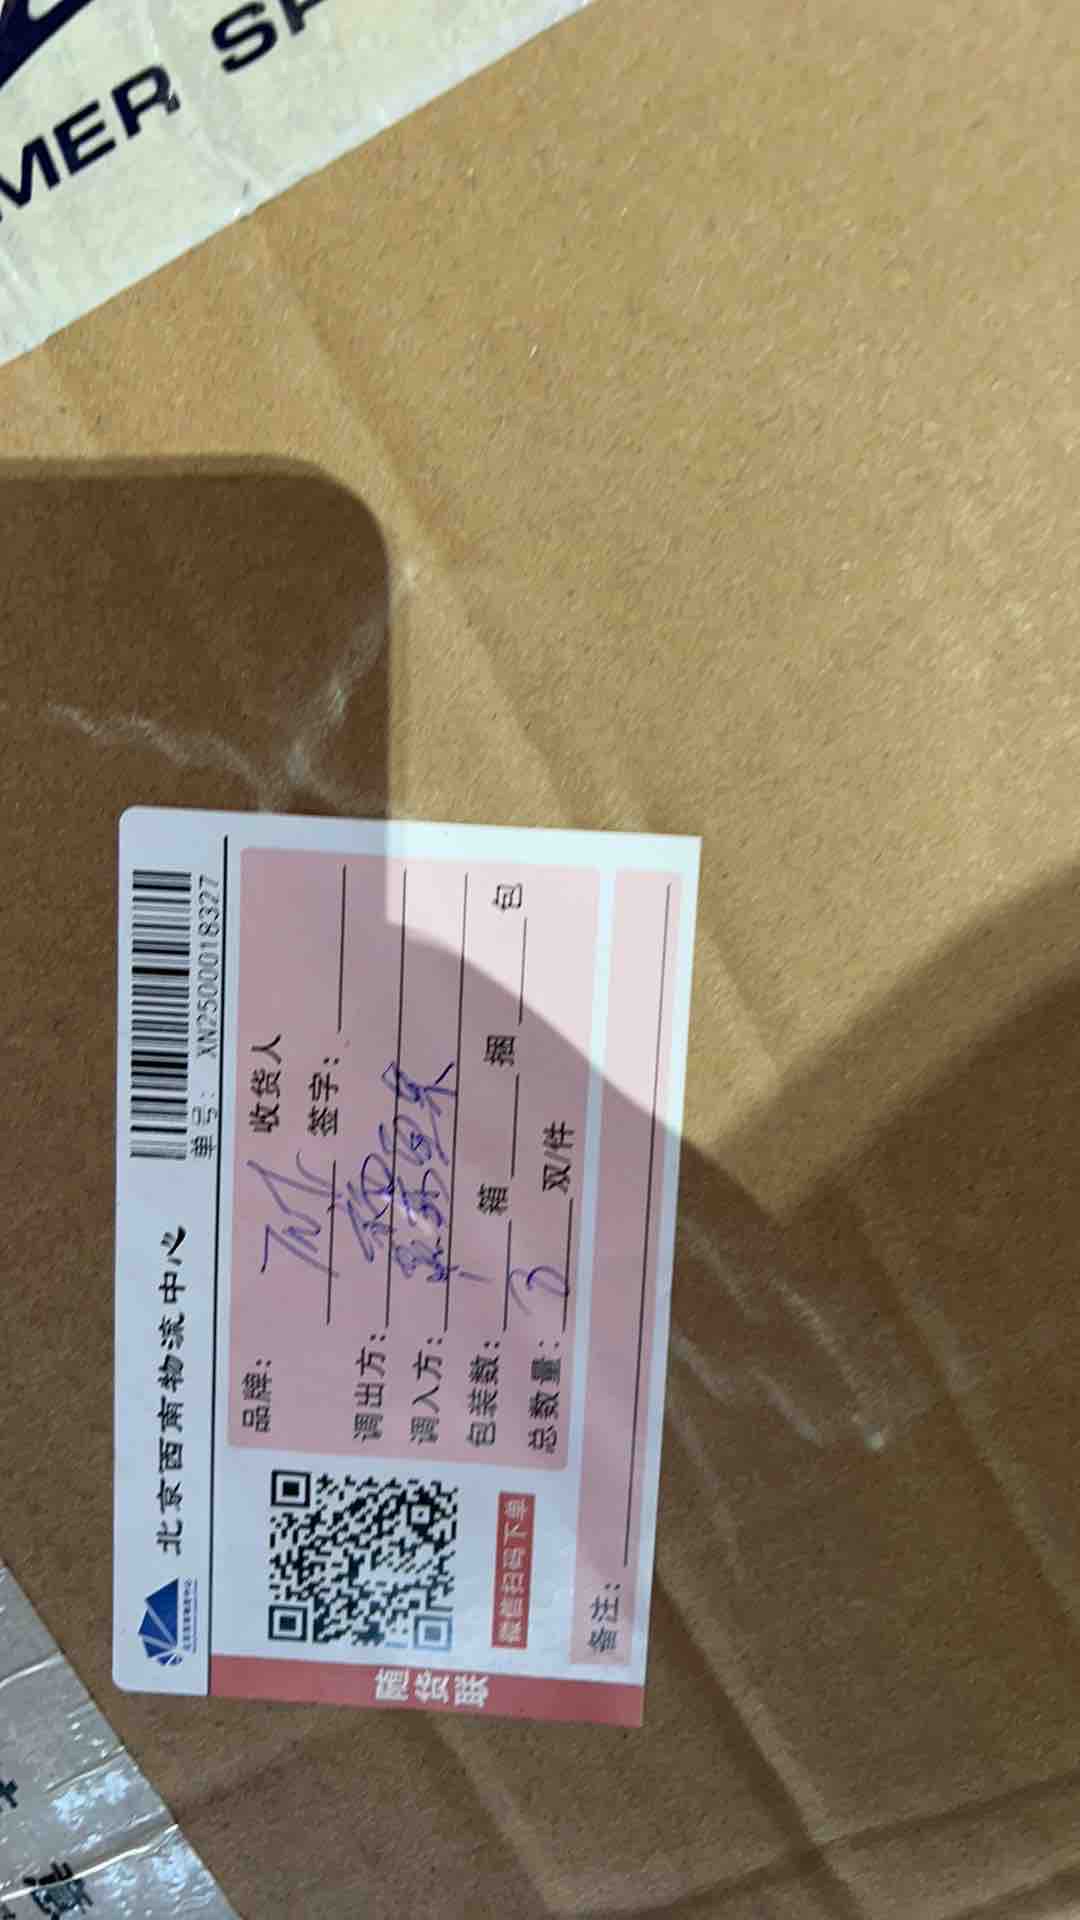 MER SP
北京西南物流中心
单号: XN2500018327
品牌: TNF 收货人
签字:
调出方:
调入方:
包装数: 1 箱 捆 包
总数量: 双/件
微信扫码下单
备注:
随货联